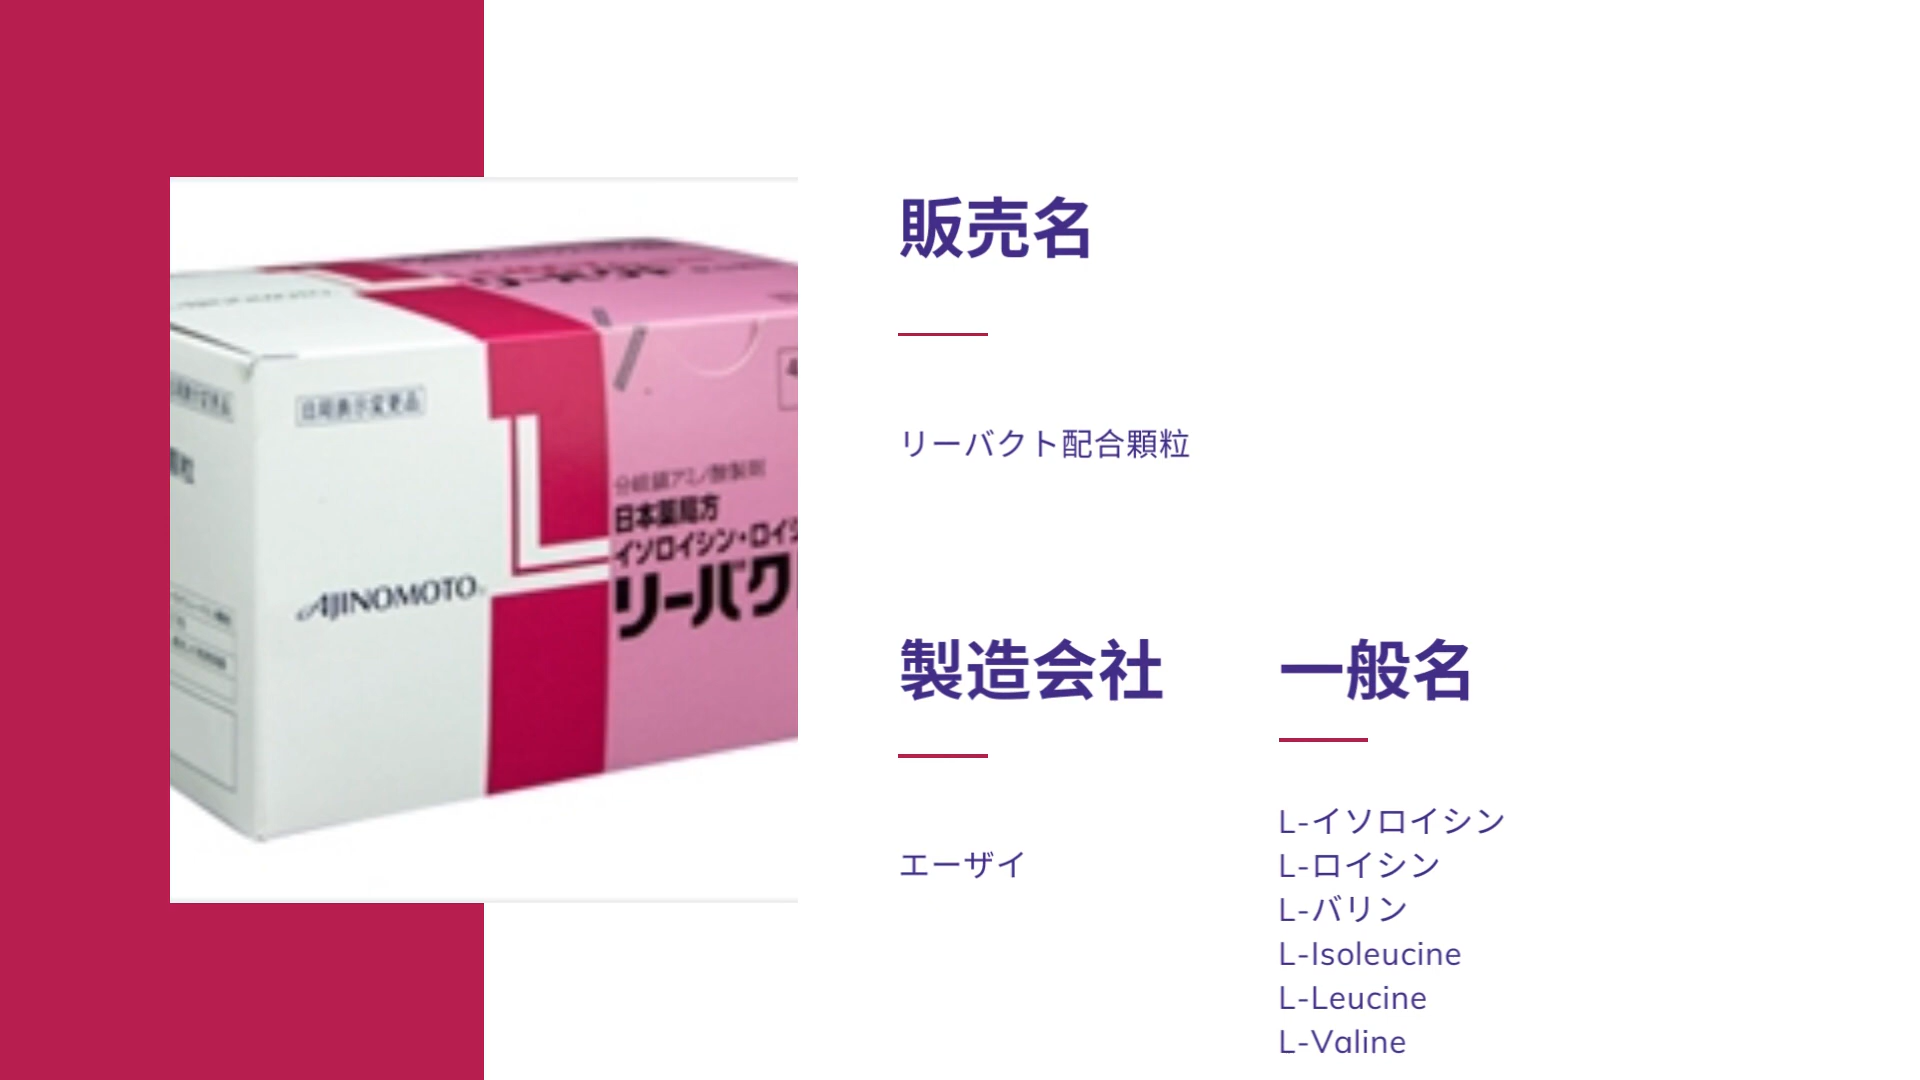 販売名
リーバクト配合顆粒
製造会社
エーザイ
一般名
L-イソロイシン
L-ロイシン
L-バリン
L-Isoleucine
L-Leucine
L-Valine
AJINOMOTO
分岐鎖アミノ酸製剤
日本薬局方
イソロイシン・ロイシ
リーバク